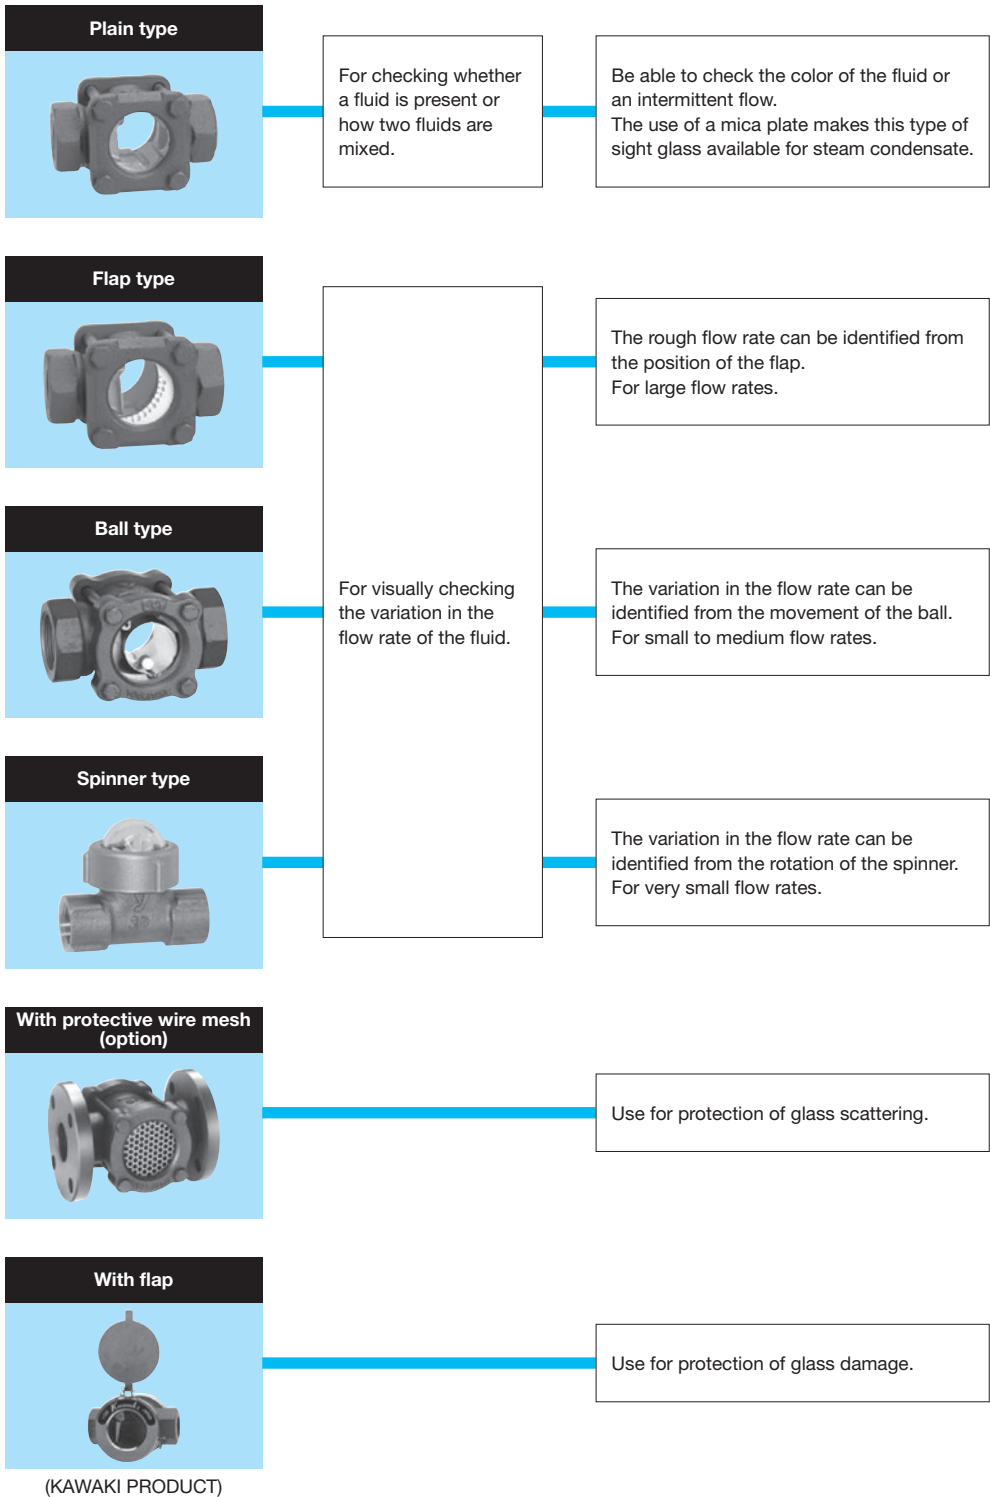 Plain type
For checking whether
a fluid is present or
how two fluids are
mixed.
Be able to check the color of the fluid or
an intermittent flow.
The use of a mica plate makes this type of
sight glass available for steam condensate.
Flap type
The rough flow rate can be identified from
the position of the flap.
For large flow rates.
Ball type
For visually checking
the variation in the
flow rate of the fluid.
The variation in the flow rate can be
identified from the movement of the ball.
For small to medium flow rates.
Spinner type
The variation in the flow rate can be
identified from the rotation of the spinner.
For very small flow rates.
With protective wire mesh
(option)
Use for protection of glass scattering.
With flap
Use for protection of glass damage.
(KAWAKI PRODUCT)